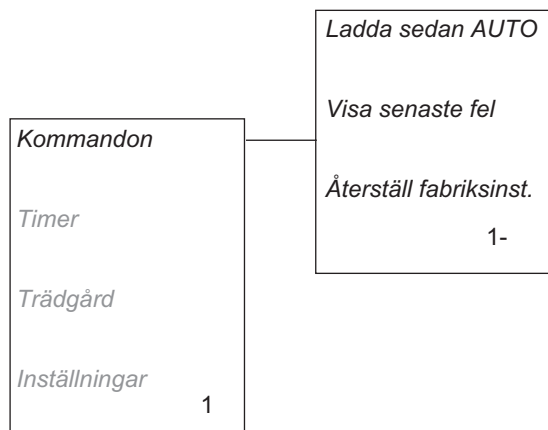 Kommandon
Timer
Trädgård
Inställningar
1
Ladda sedan AUTO
Visa senaste fel
Återställ fabriksinst.
1-